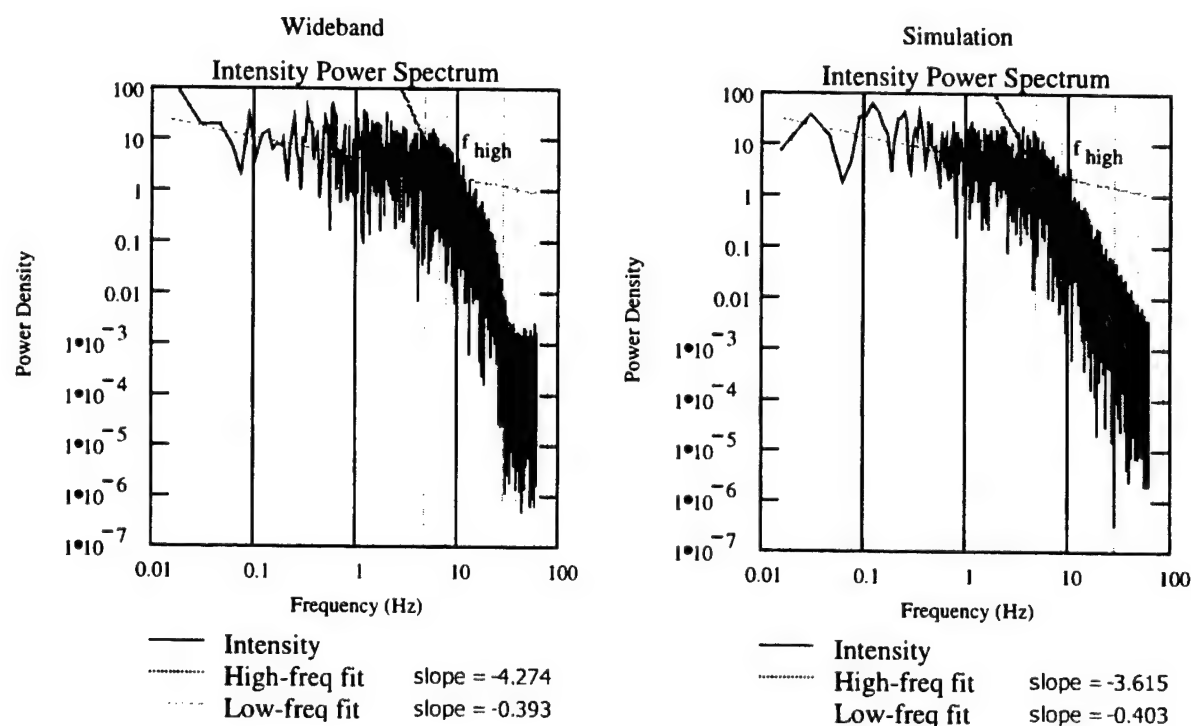 Wideband
Intensity Power Spectrum
100
10
1
0.1
0.01
1•10^-3
1•10^-4
1•10^-5
1•10^-6
1•10^-7
Power Density
f high
0.01 0.1 1 10 100
Frequency (Hz)
Intensity
High-freq fit slope = -4.274
Low-freq fit slope = -0.393
Simulation
Intensity Power Spectrum
100
10
1
0.1
0.01
1•10^-3
1•10^-4
1•10^-5
1•10^-6
1•10^-7
Power Density
f high
0.01 0.1 1 10 100
Frequency (Hz)
Intensity
High-freq fit slope = -3.615
Low-freq fit slope = -0.403